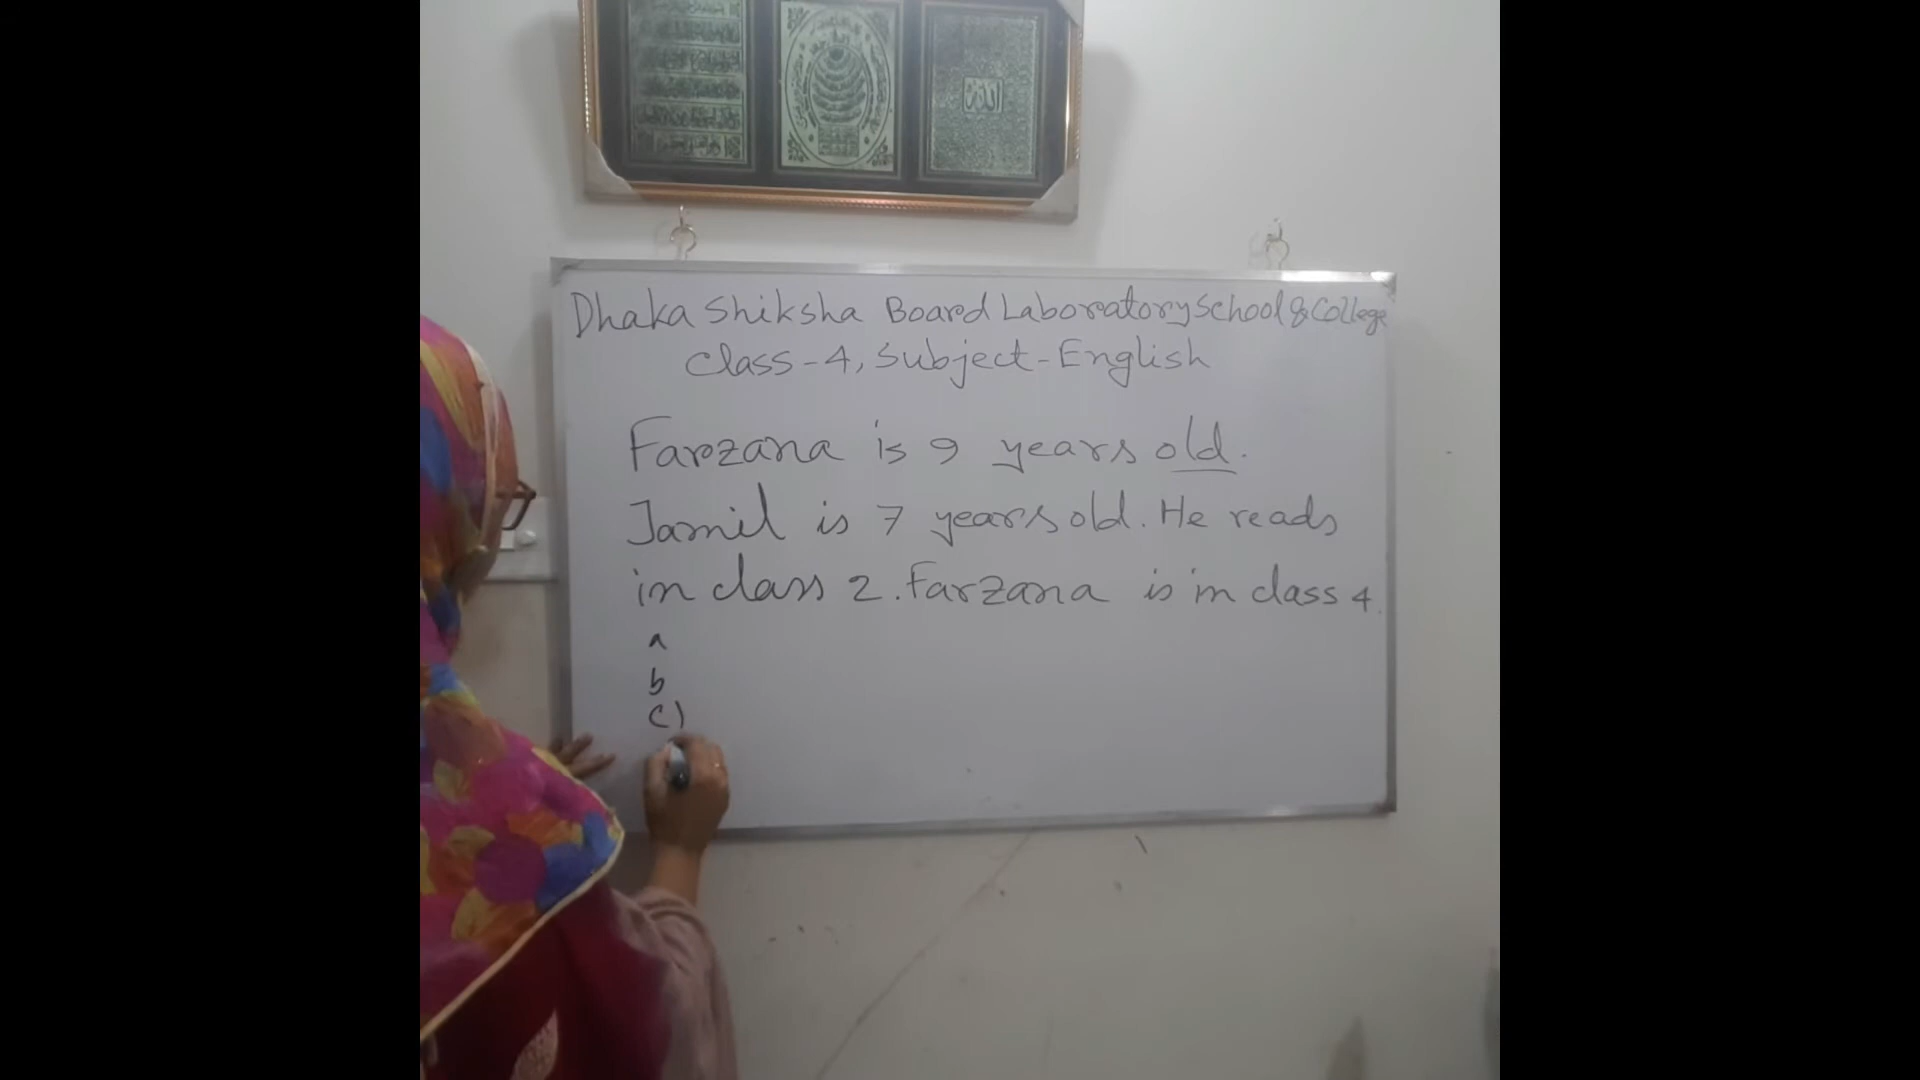 Dhaka Shiksha Board Laboratory School & College
Class-4, Subject-English
Farzana is 9 years old.
Jamil is 7 years old. He reads
in class 2. Farzana is in class 4.
a
b
c)
الله